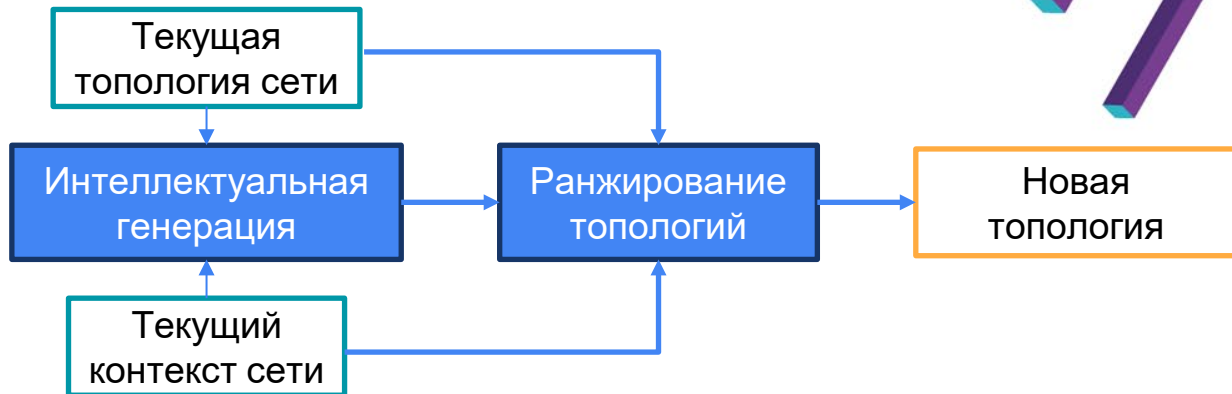 Текущая
топология сети
Интеллектуальная
генерация
Ранжирование
топологий
Новая
топология
Текущий
контекст сети